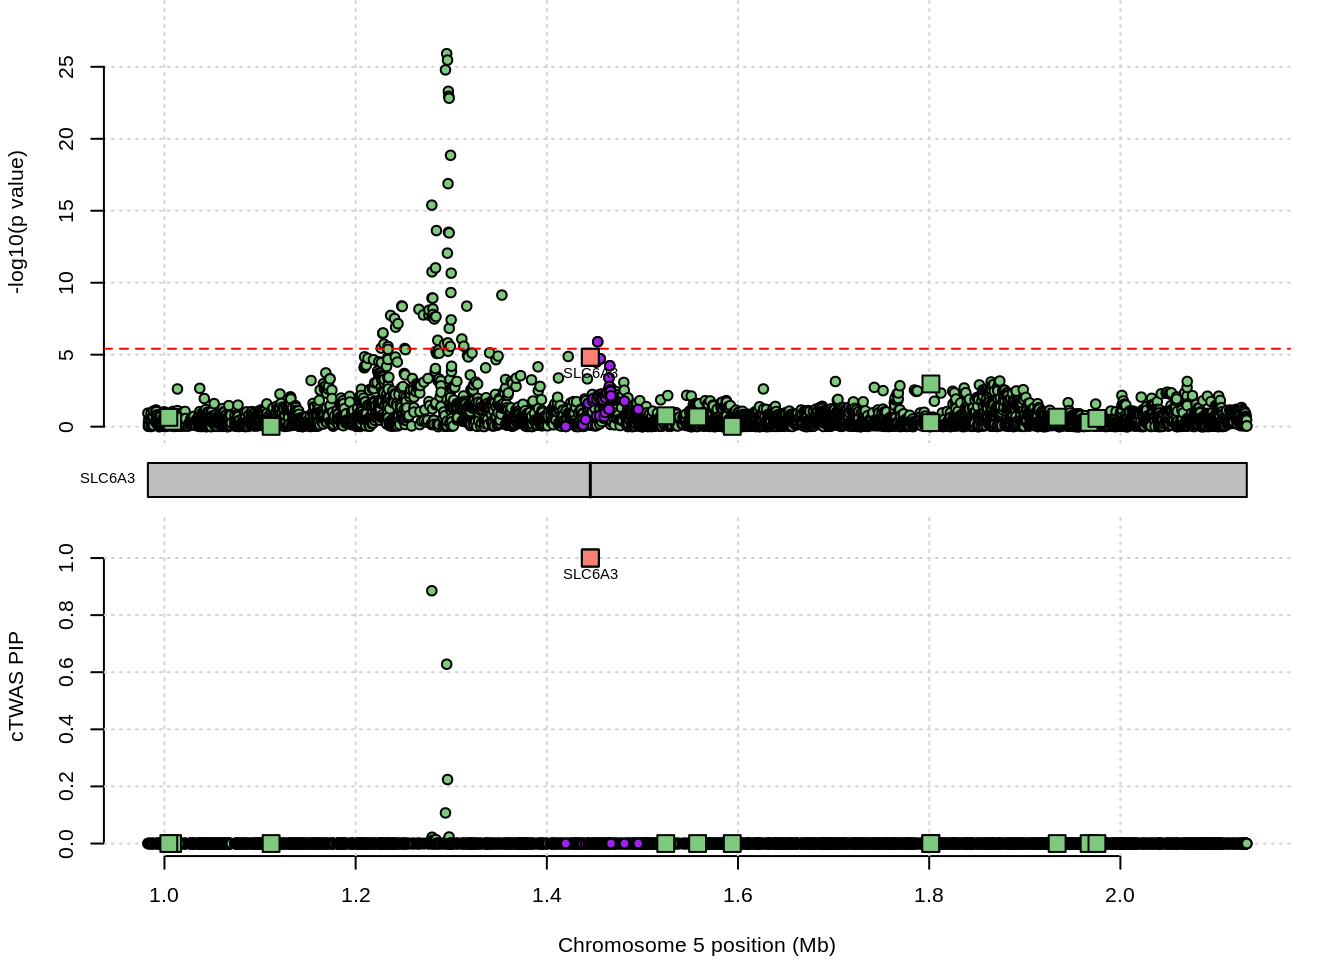 -log10(p value)
25
20
15
10
5
0
SLC6A3
SLC6A3
cTWAS PIP
1.0
0.8
0.6
0.4
0.2
0.0
SLC6A3
1.0 1.2 1.4 1.6 1.8 2.0
Chromosome 5 position (Mb)